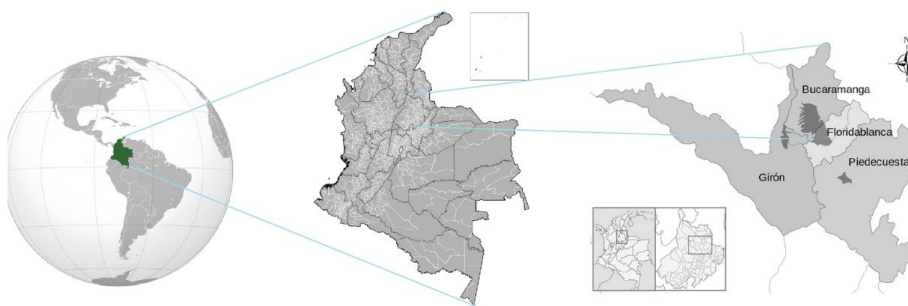 N
Bucaramanga
Floridablanca
Piedecuesta
Girón